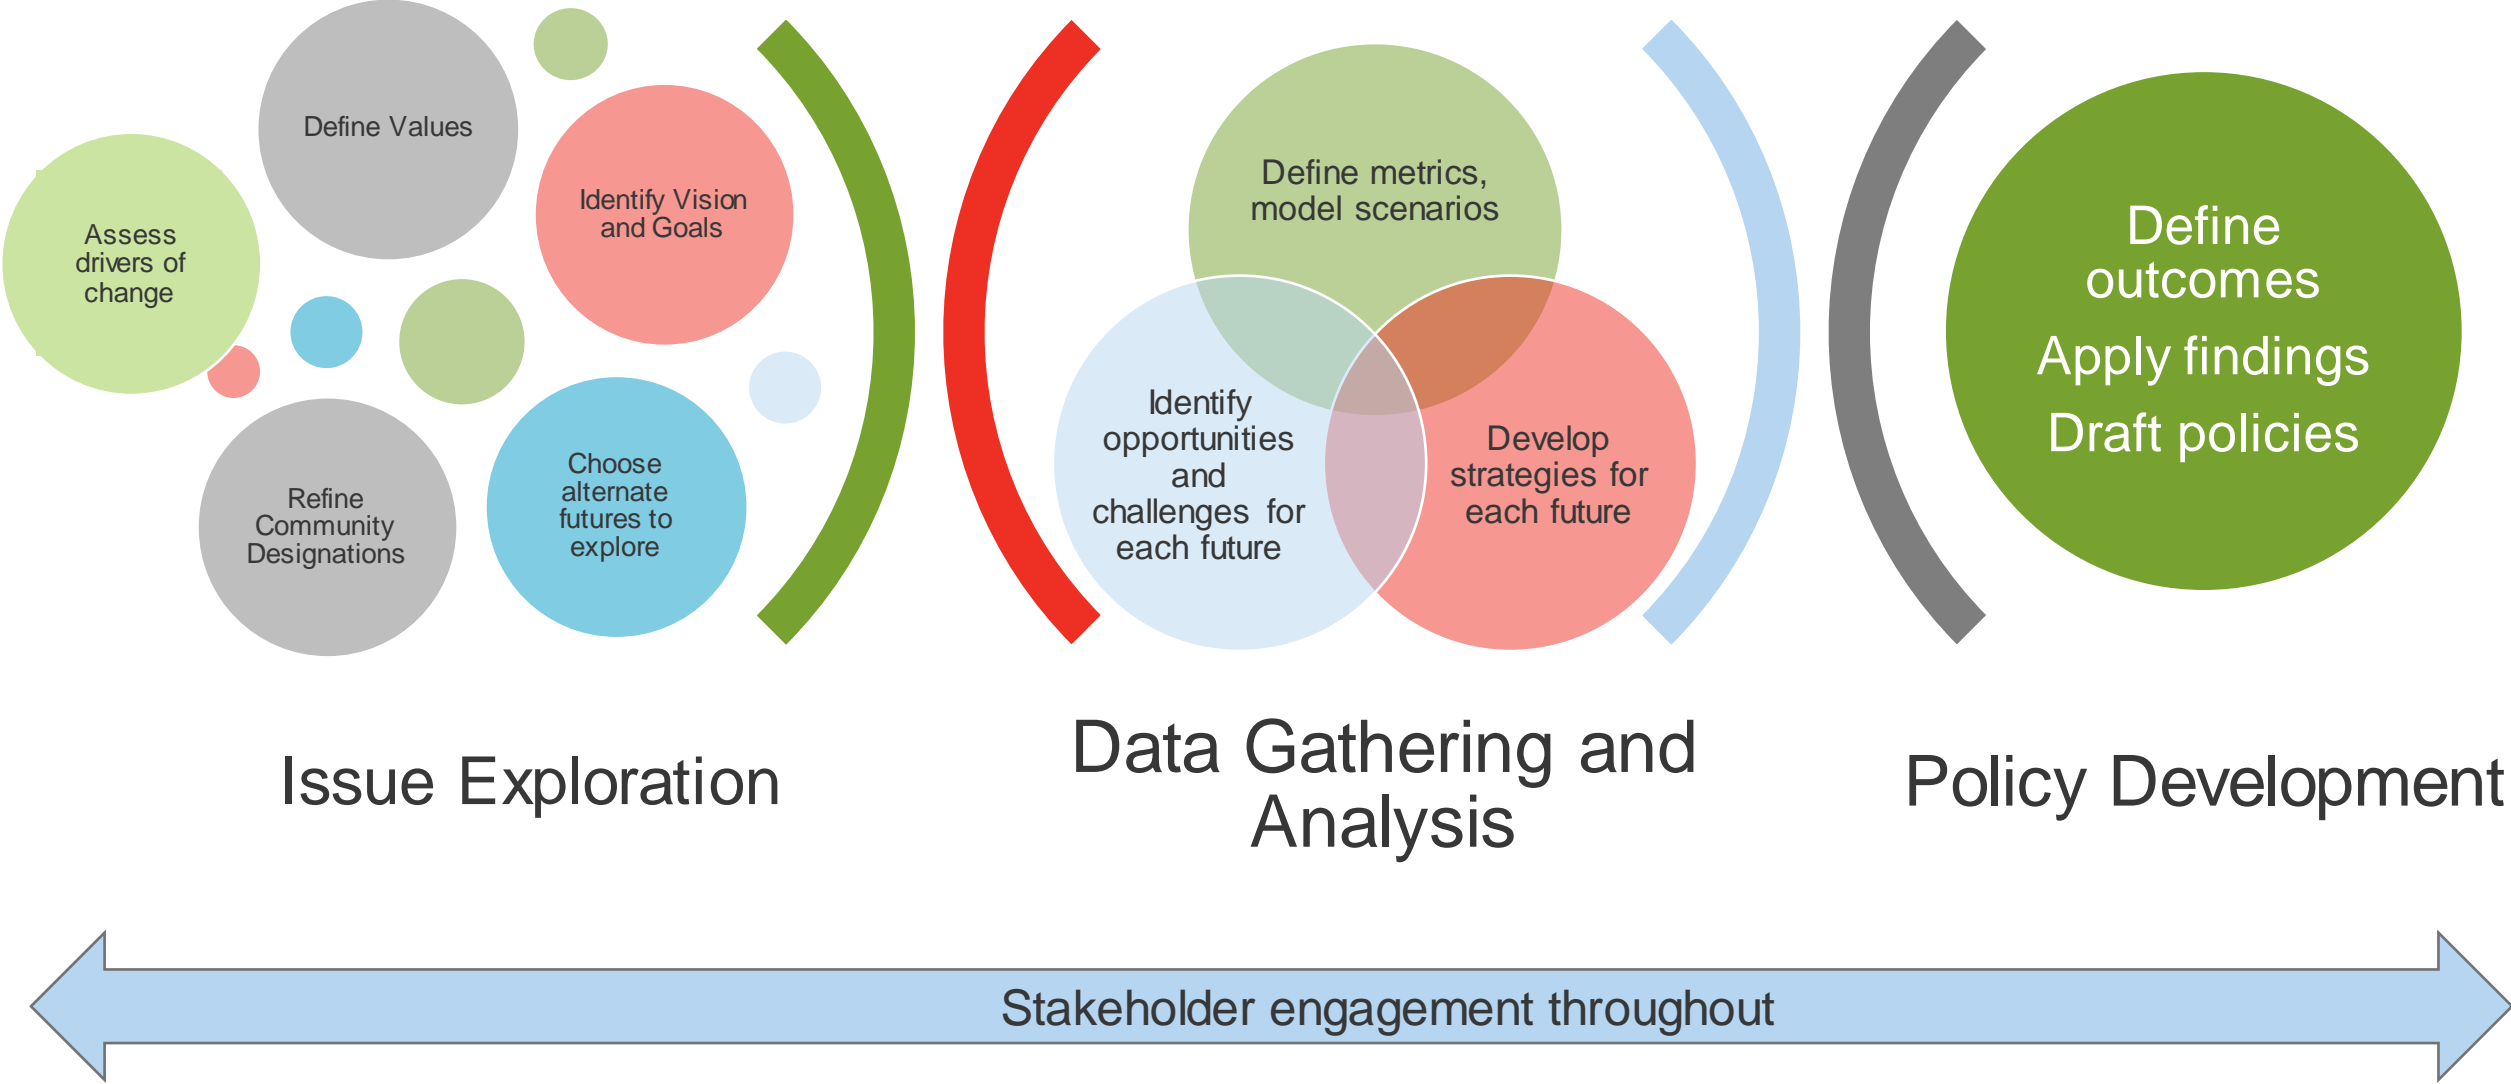 Define Values
Identify Vision
and Goals
Assess
drivers of
change
Refine
Community
Designations
Choose
alternate
futures to
explore
Define metrics,
model scenarios
Identify
opportunities
and
challenges for
each future
Develop
strategies for
each future
Define
outcomes
Apply findings
Draft policies
Issue Exploration
Data Gathering and
Analysis
Policy Development
Stakeholder engagement throughout